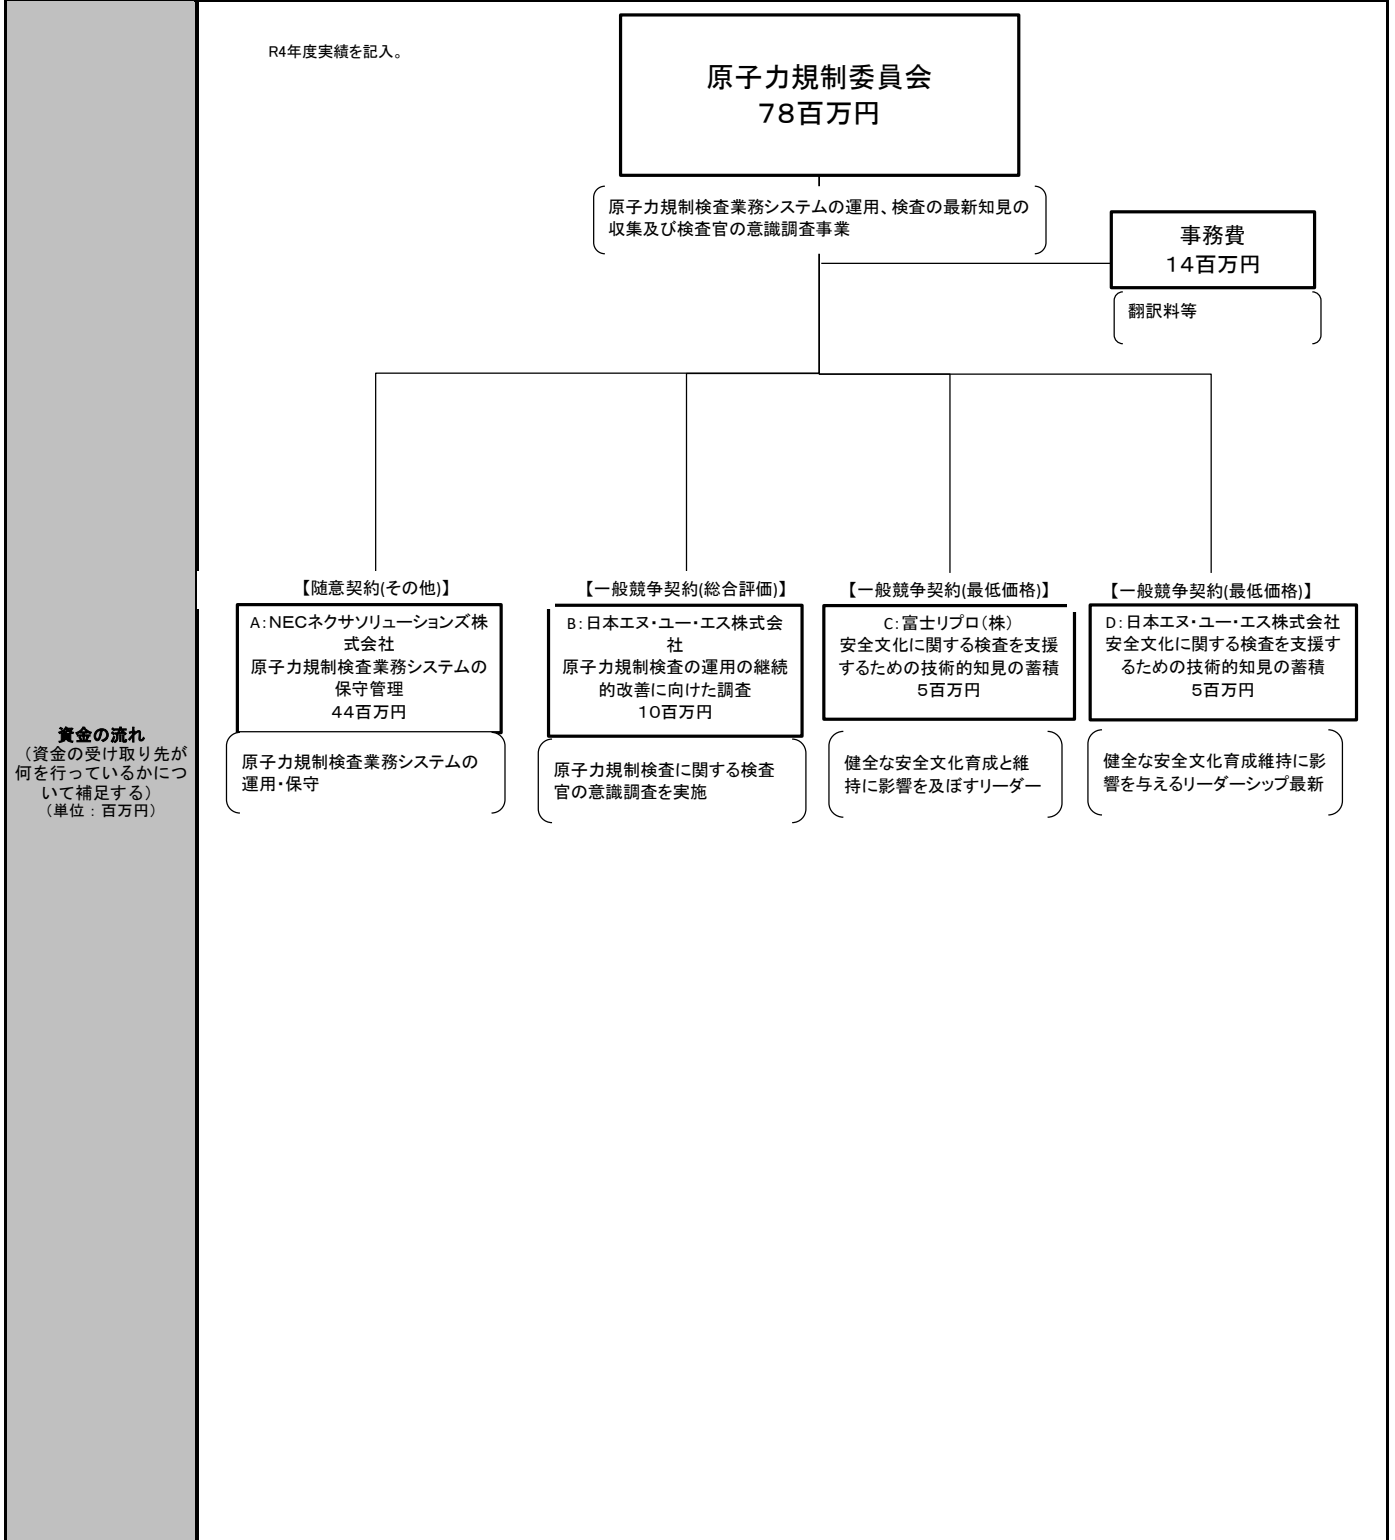 R4年度実績を記入。
原子力規制委員会
78百万円
原子力規制検査業務システムの運用、検査の最新知見の
収集及び検査官の意識調査事業
事務費
14百万円
翻訳料等
【随意契約(その他)】
A:NECネクサソリューションズ株
式会社
原子力規制検査業務システムの
保守管理
44百万円
原子力規制検査業務システムの
運用・保守
【一般競争契約(総合評価)】
B:日本エヌ・ユー・エス株式会
社
原子力規制検査の運用の継続
的改善に向けた調査
10百万円
原子力規制検査に関する検査
官の意識調査を実施
【一般競争契約(最低価格)】
C:富士リプロ(株)
安全文化に関する検査を支援
するための技術的知見の蓄積
5百万円
健全な安全文化育成と維
持に影響を及ぼすリーダー
【一般競争契約(最低価格)】
D:日本エヌ・ユー・エス株式会社
安全文化に関する検査を支援す
るための技術的知見の蓄積
5百万円
健全な安全文化育成維持に影
響を与えるリーダーシップ最新
資金の流れ
(資金の受け取り先が
何を行っているかにつ
いて補足する)
(単位:百万円)